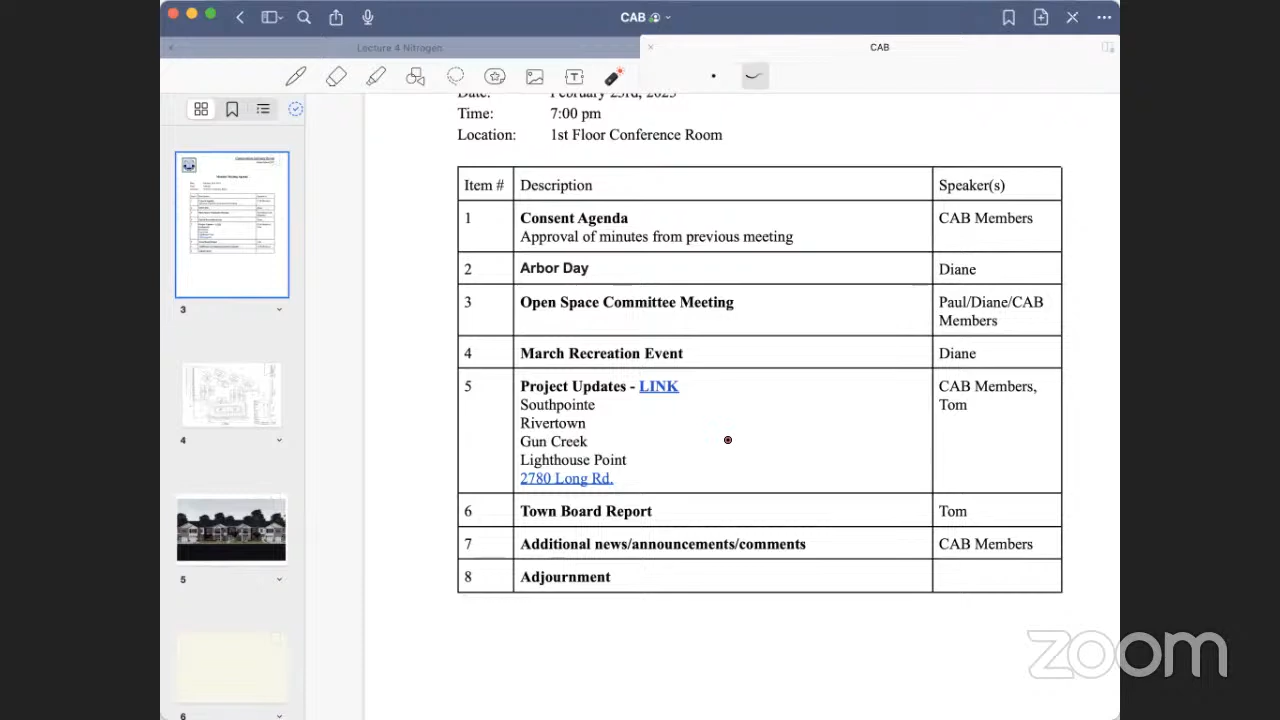 CAB
Lecture 4 Nitrogen
CAB
Date: February 23rd, 2023
Time: 7:00 pm
Location: 1st Floor Conference Room
Item # Description Speaker(s)
1 Consent Agenda CAB Members
Approval of minutes from previous meeting
2 Arbor Day Diane
3 Open Space Committee Meeting Paul/Diane/CAB
Members
4 March Recreation Event Diane
5 Project Updates - LINK CAB Members,
Southpointe Tom
Rivertown
Gun Creek
Lighthouse Point
2780 Long Rd.
6 Town Board Report Tom
7 Additional news/announcements/comments CAB Members
8 Adjournment
3
4
5
6
zoom